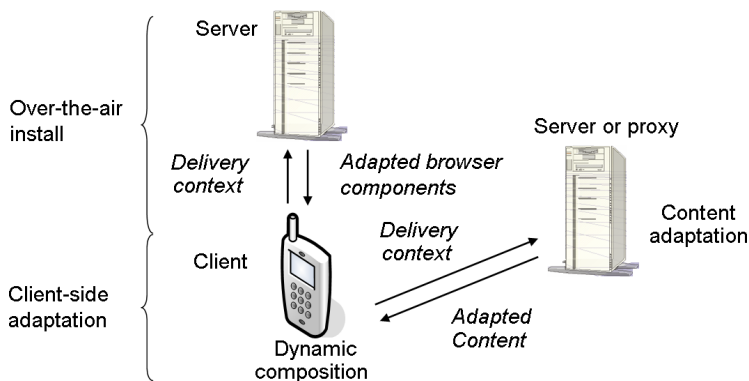 Server
Over-the-air
install
Server or proxy
Delivery
context
Adapted browser
components
Content
adaptation
Delivery
context
Client
Client-side
adaptation
Adapted
Content
Dynamic
composition